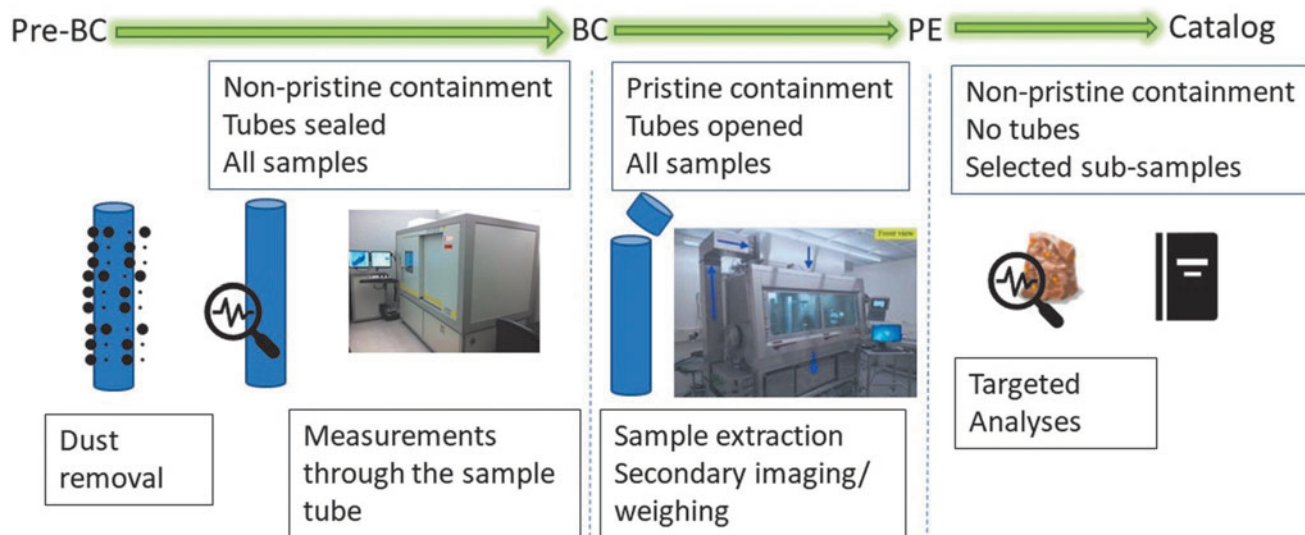 Pre-BC
BC
PE
Catalog
Non-pristine containment
Tubes sealed
All samples
Pristine containment
Tubes opened
All samples
Non-pristine containment
No tubes
Selected sub-samples
Front view
Dust
removal
Measurements
through the sample
tube
Sample extraction
Secondary imaging/
weighing
Targeted
Analyses